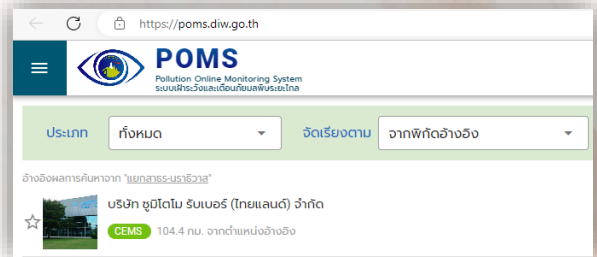 https://poms.diw.go.th
POMS
Pollution Online Monitoring System
ระบบเฝ้าระวังและเตือนภัยมลพิษระยะไกล
ประเภท ทั้งหมด จัดเรียงตาม จากพิกัดอ้างอิง
อ้างอิงผลการค้นหาจาก "แยกสาทร-นราธิวาส"
บริษัท ซูมิโตโม รับเบอร์ (ไทยแลนด์) จำกัด
CEMS 104.4 กม. จากตำแหน่งอ้างอิง